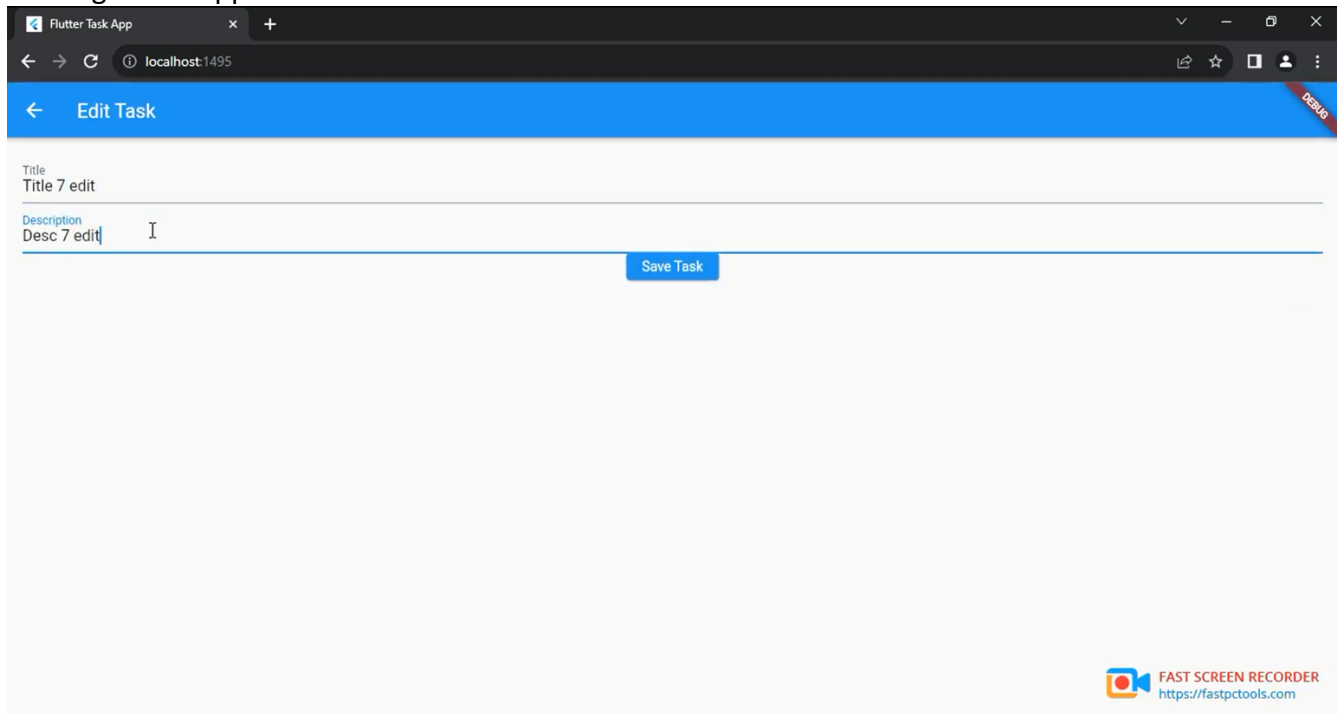 Flutter Task App
localhost:1495
Edit Task
DEBUG
Title
Title 7 edit
Description
Desc 7 edit
Save Task
FAST SCREEN RECORDER
https://fastpctools.com